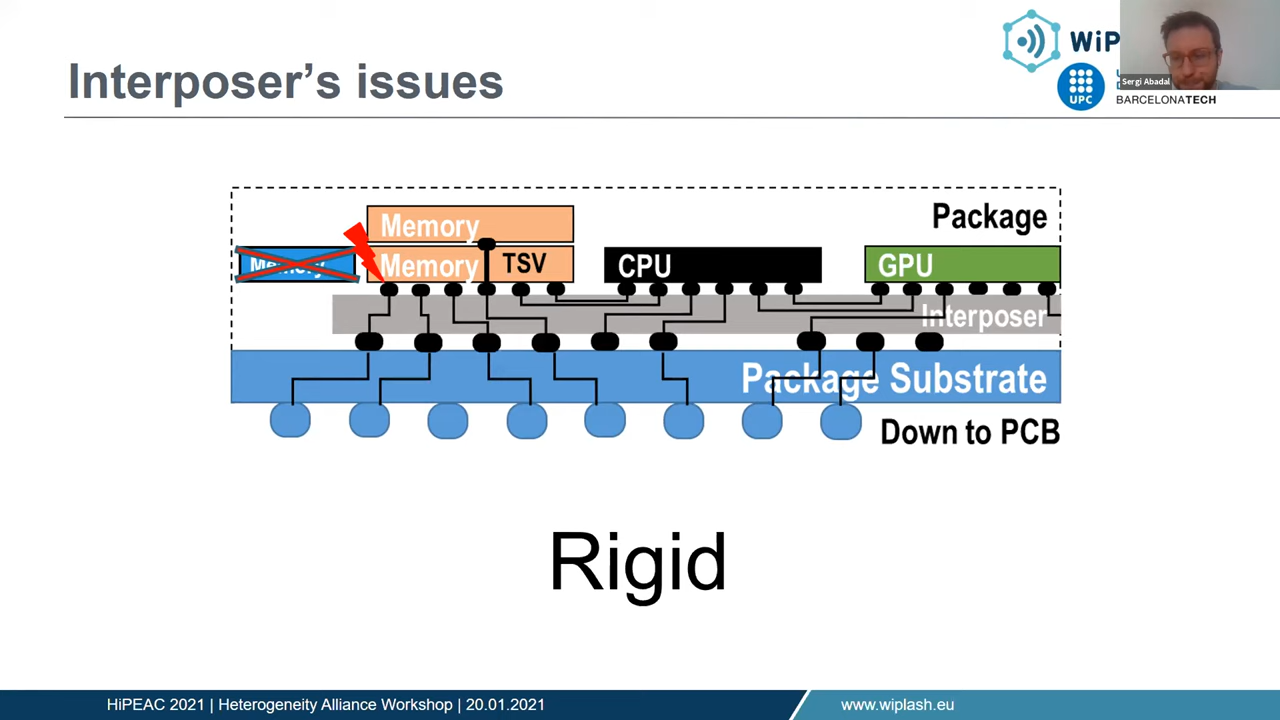 Interposer's issues
WiP
UPC
Sergi Abadal
BARCELONATECH
Package
Memory
Memory
Memory
TSV
CPU
GPU
Interposer
Package Substrate
Down to PCB
Rigid
HiPEAC 2021 | Heterogeneity Alliance Workshop | 20.01.2021
www.wiplash.eu